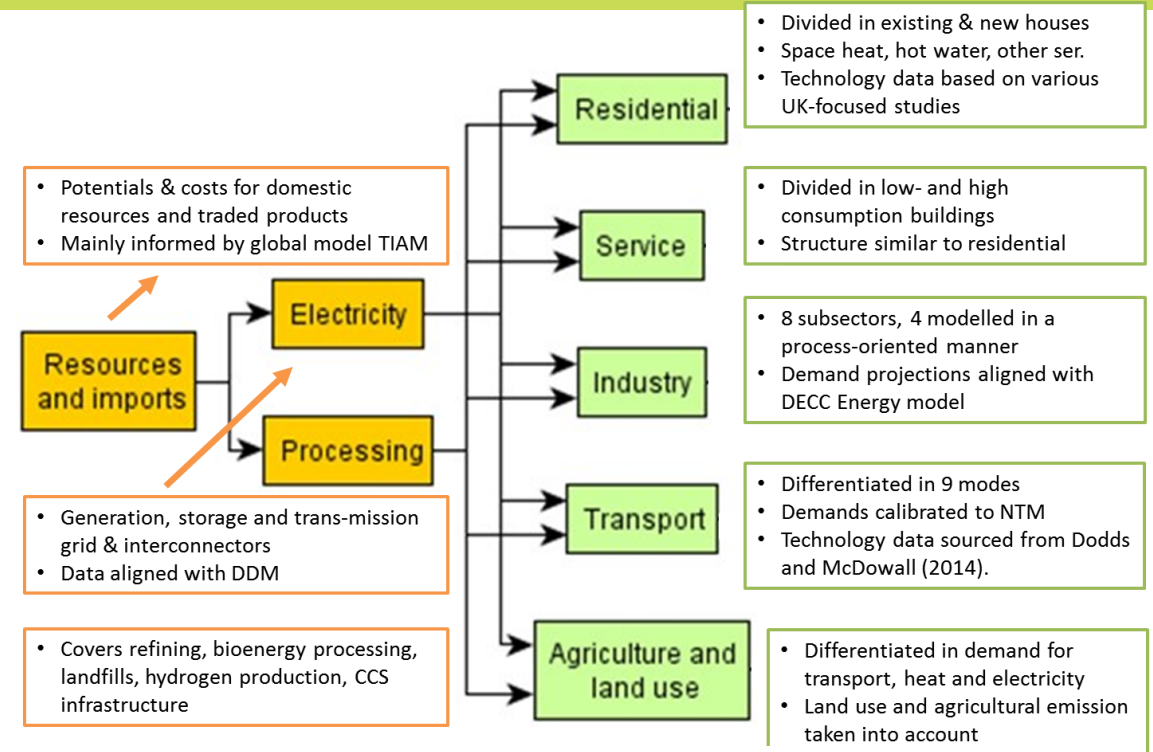 • Potentials & costs for domestic
resources and traded products
• Mainly informed by global model TIAM
Resources
and imports
Electricity
Processing
• Generation, storage and trans-mission
grid & interconnectors
• Data aligned with DDM
• Covers refining, bioenergy processing,
landfills, hydrogen production, CCS
infrastructure
Residential
• Divided in existing & new houses
• Space heat, hot water, other ser.
• Technology data based on various
UK-focused studies
Service
• Divided in low- and high
consumption buildings
• Structure similar to residential
Industry
• 8 subsectors, 4 modelled in a
process-oriented manner
• Demand projections aligned with
DECC Energy model
Transport
• Differentiated in 9 modes
• Demands calibrated to NTM
• Technology data sourced from Dodds
and McDowall (2014).
Agriculture and
land use
• Differentiated in demand for
transport, heat and electricity
• Land use and agricultural emission
taken into account